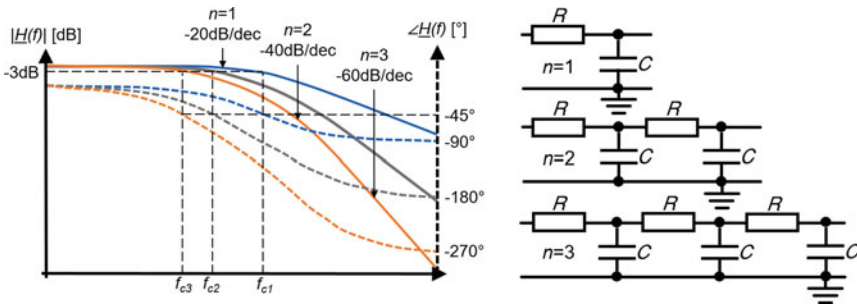 |H(f)| [dB]
n=1
-20dB/dec
n=2
-40dB/dec
n=3
-60dB/dec
∠H(f) [°]
-3dB
-45°
-90°
-180°
-270°
fc3
fc2
fc1
R
n=1
C
R
R
n=2
C
C
R
R
R
n=3
C
C
C